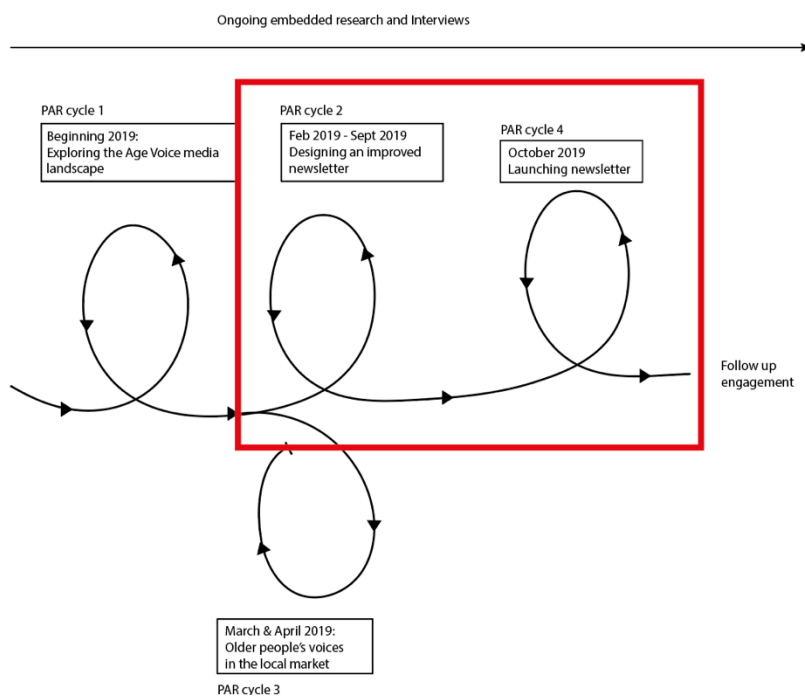 Ongoing embedded research and Interviews
PAR cycle 1
Beginning 2019:
Exploring the Age Voice media
landscape
PAR cycle 2
Feb 2019 - Sept 2019
Designing an improved
newsletter
PAR cycle 4
October 2019
Launching newsletter
Follow up
engagement
March & April 2019:
Older people's voices
in the local market
PAR cycle 3